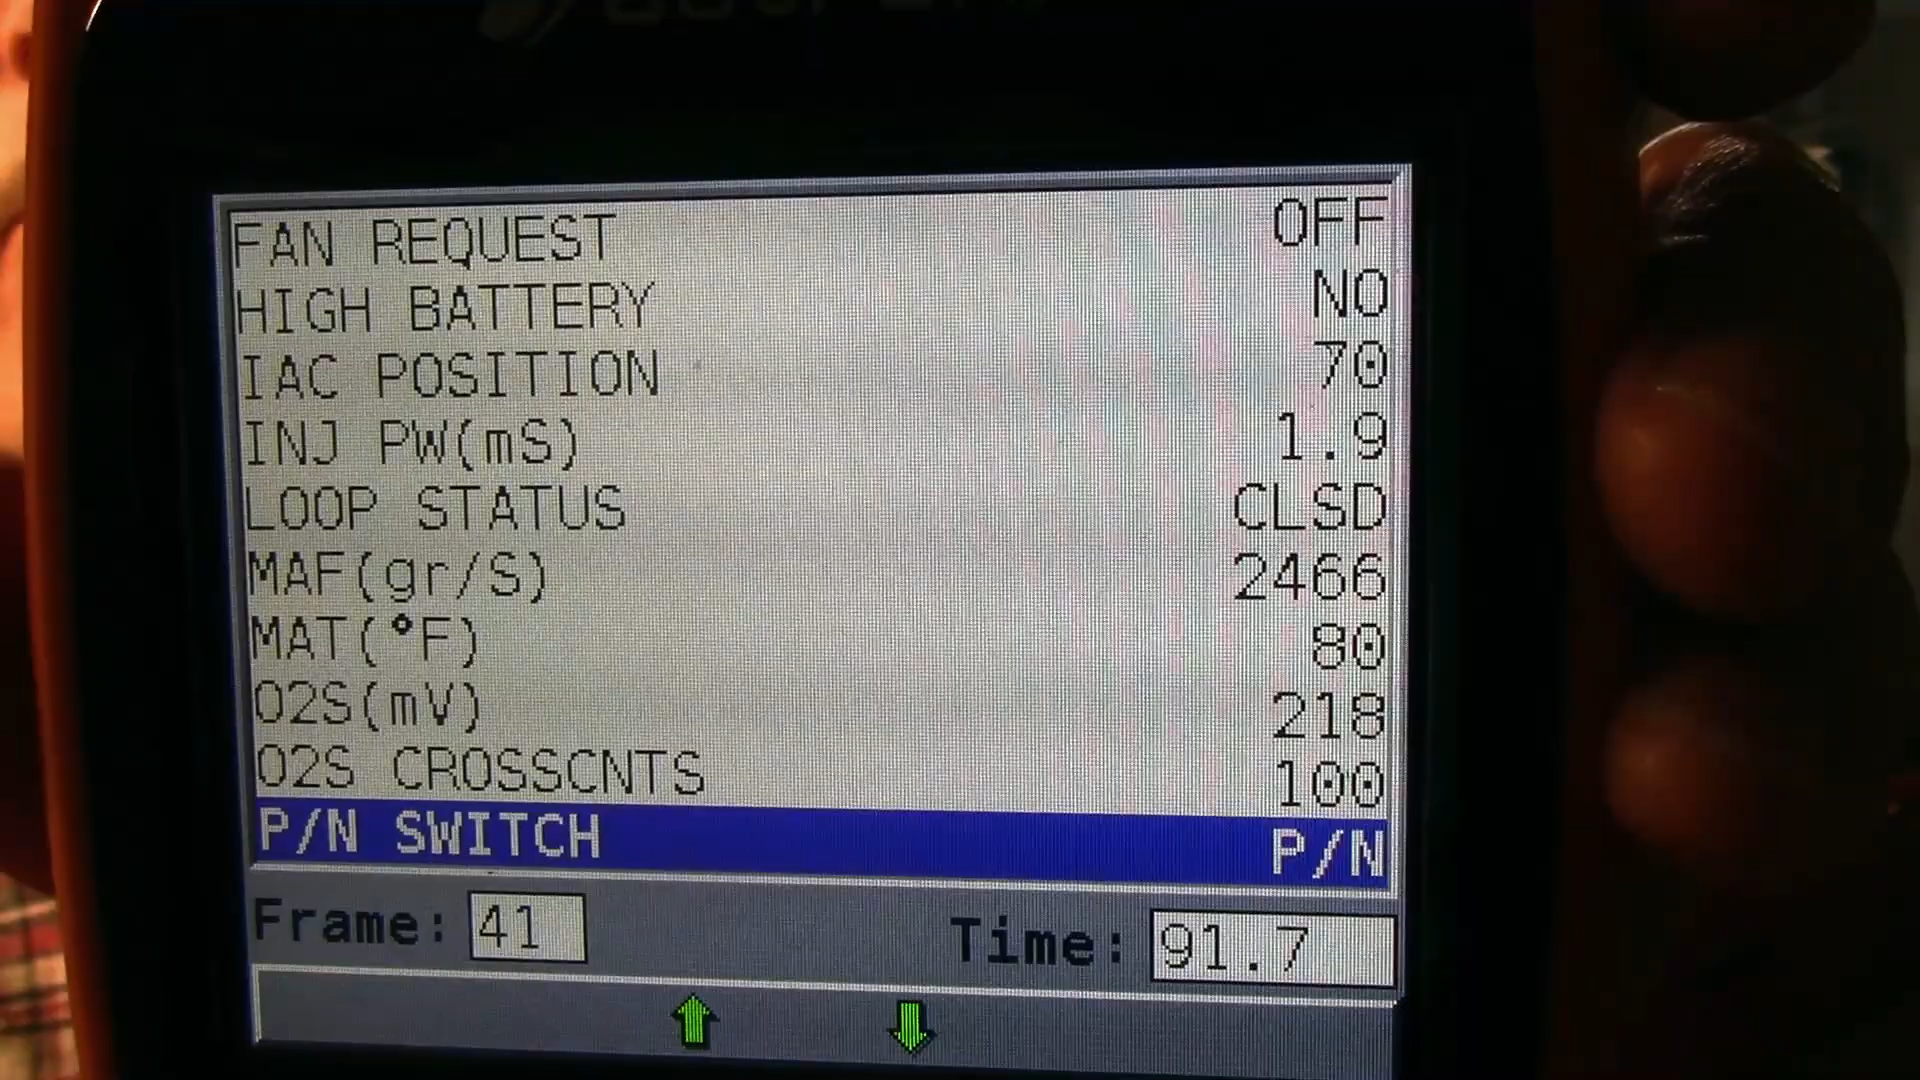 FAN REQUEST OFF
HIGH BATTERY NO
IAC POSITION 70
INJ PW(mS) 1.9
LOOP STATUS CLSD
MAF(gr/S) 2466
MAT(°F) 80
O2S(mV) 218
O2S CROSSCNTS 100
P/N SWITCH P/N
Frame: 41 Time: 91.7